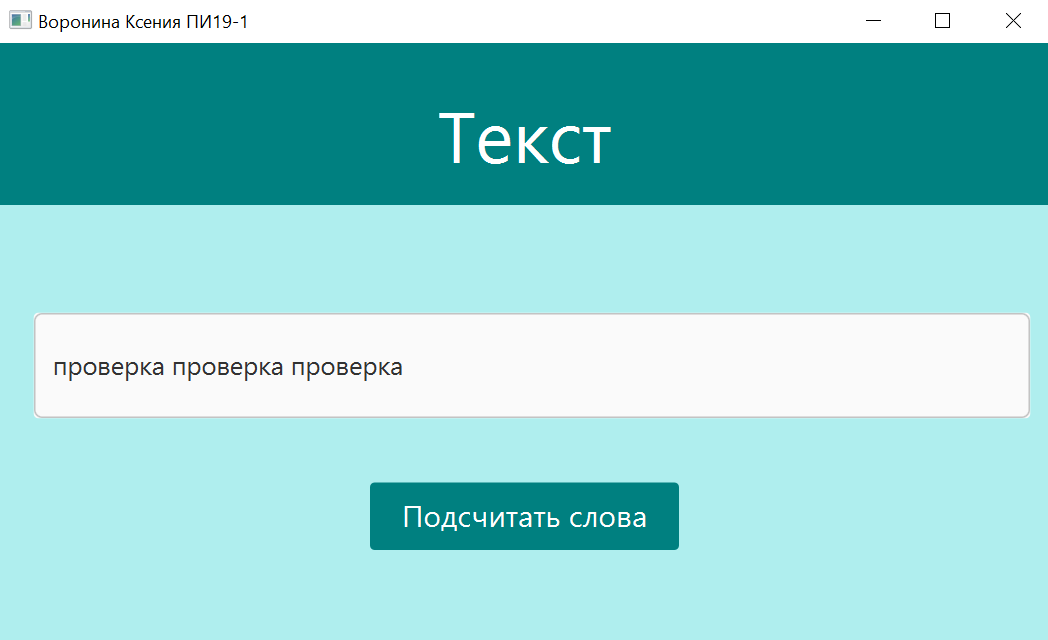 Воронина Ксения ПИ19-1
Текст
проверка проверка проверка
Подсчитать слова